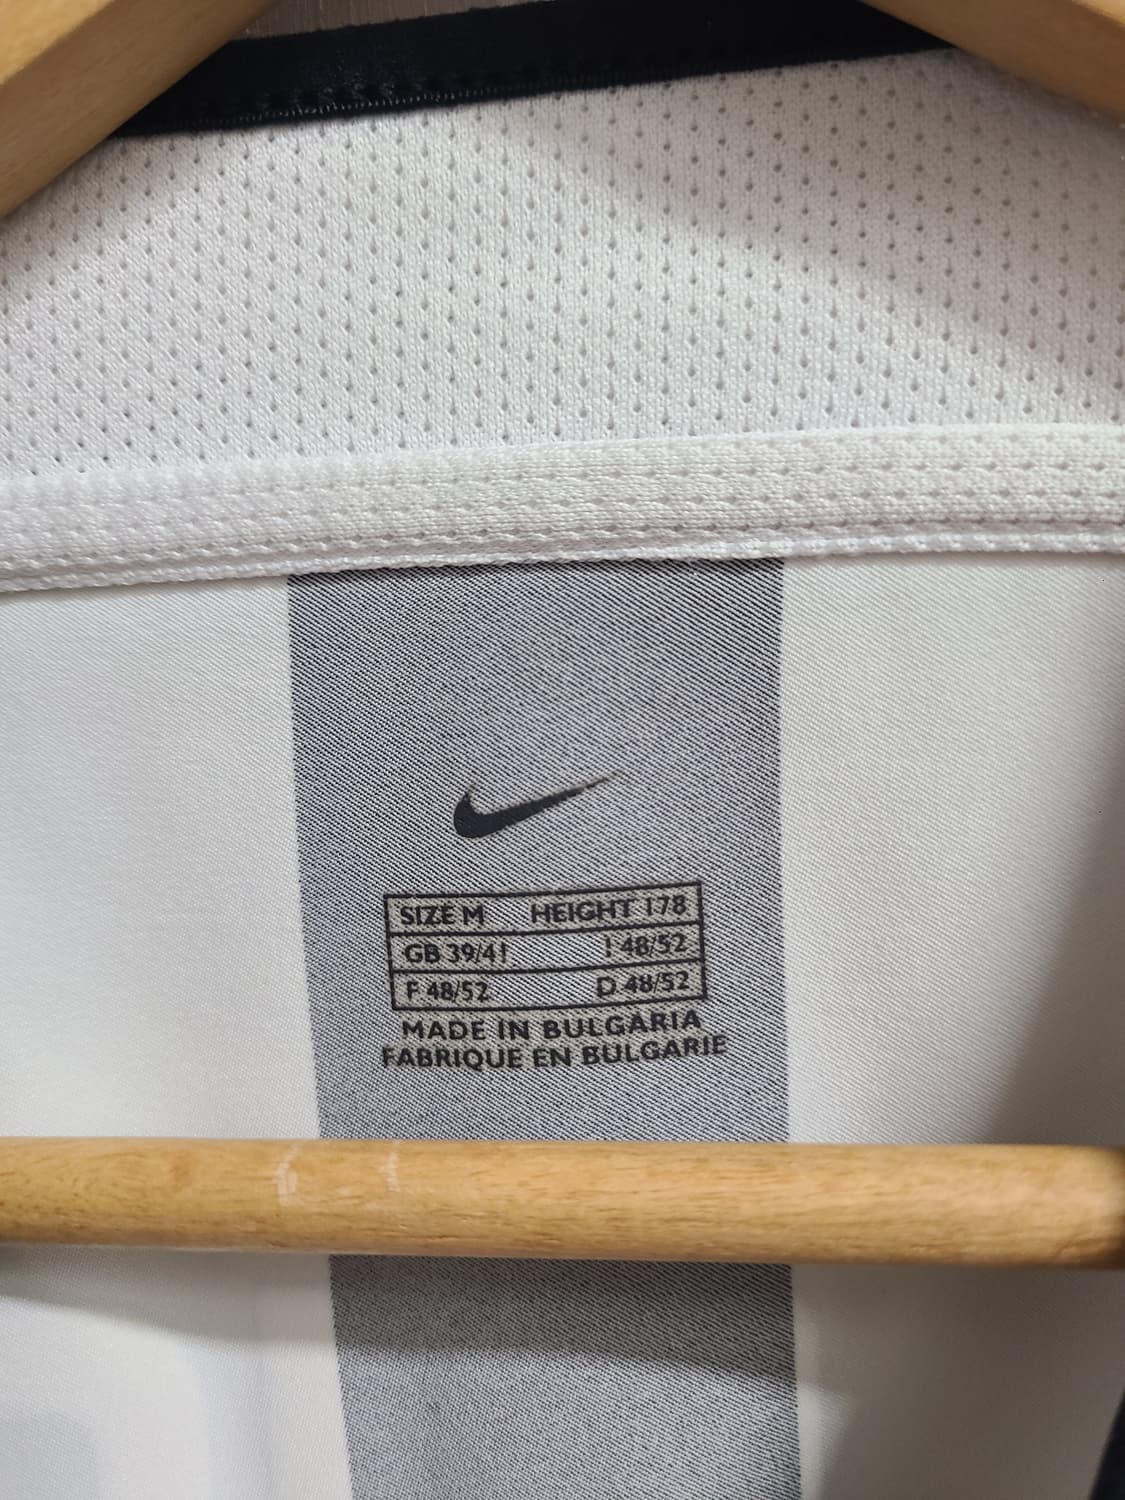 SIZE M HEIGHT 178
GB 39/41 I 48/52
F 48/52 D 48/52
MADE IN BULGARIA
FABRIQUE EN BULGARIE